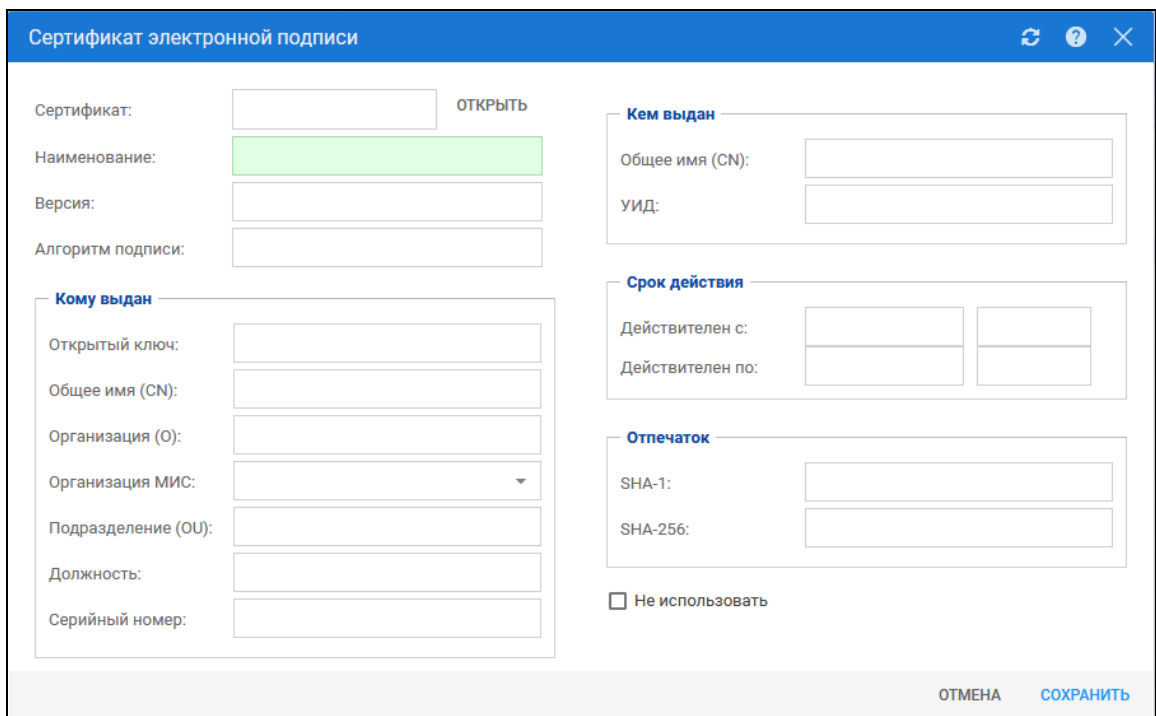 Сертификат электронной подписи
Сертификат:
ОТКРЫТЬ
Наименование:
Версия:
Алгоритм подписи:
Кому выдан
Открытый ключ:
Общее имя (CN):
Организация (O):
Организация МИС:
Подразделение (OU):
Должность:
Серийный номер:
Кем выдан
Общее имя (CN):
УИД:
Срок действия
Действителен с:
Действителен по:
Отпечаток
SHA-1:
SHA-256:
Не использовать
ОТМЕНА
СОХРАНИТЬ